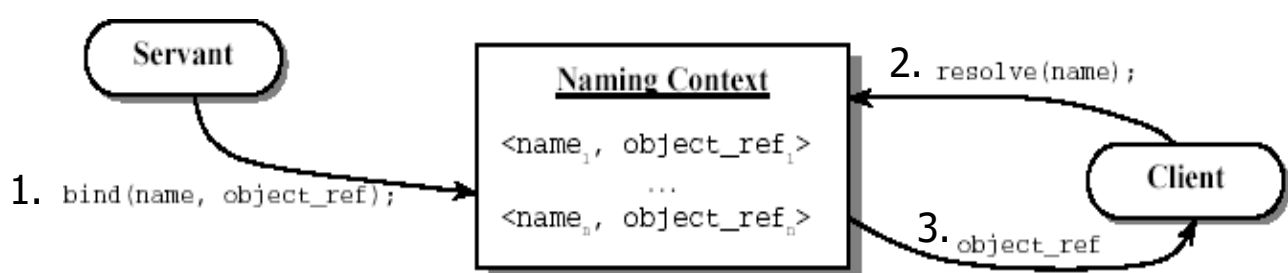 Servant
1. bind(name, object_ref);
Naming Context
<name₁, object_ref₁>
...
<nameₙ, object_refₙ>
2. resolve(name);
Client
3. object_ref